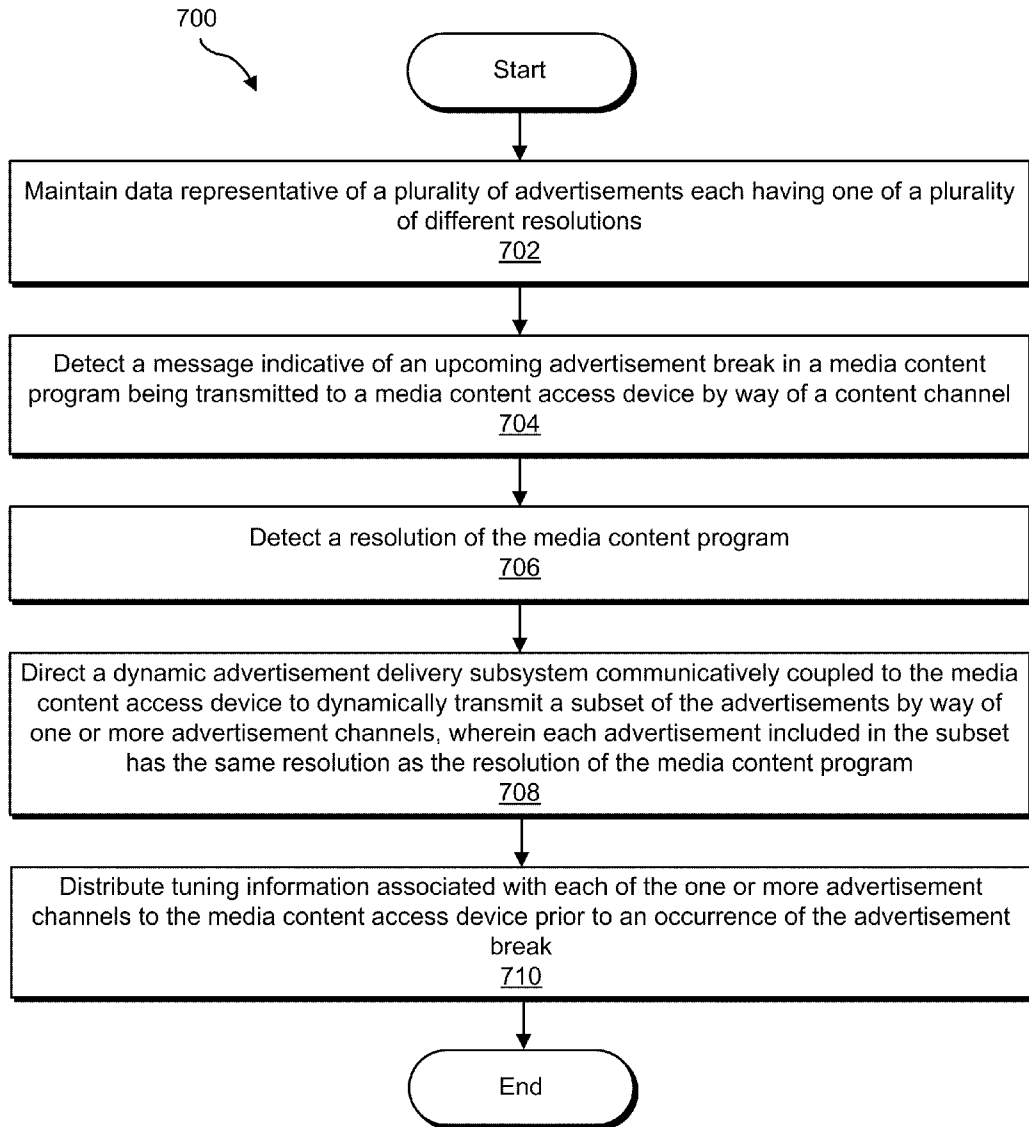 700
Start
Maintain data representative of a plurality of advertisements each having one of a plurality
of different resolutions
702
Detect a message indicative of an upcoming advertisement break in a media content
program being transmitted to a media content access device by way of a content channel
704
Detect a resolution of the media content program
706
Direct a dynamic advertisement delivery subsystem communicatively coupled to the media
content access device to dynamically transmit a subset of the advertisements by way of
one or more advertisement channels, wherein each advertisement included in the subset
has the same resolution as the resolution of the media content program
708
Distribute tuning information associated with each of the one or more advertisement
channels to the media content access device prior to an occurrence of the advertisement
break
710
End